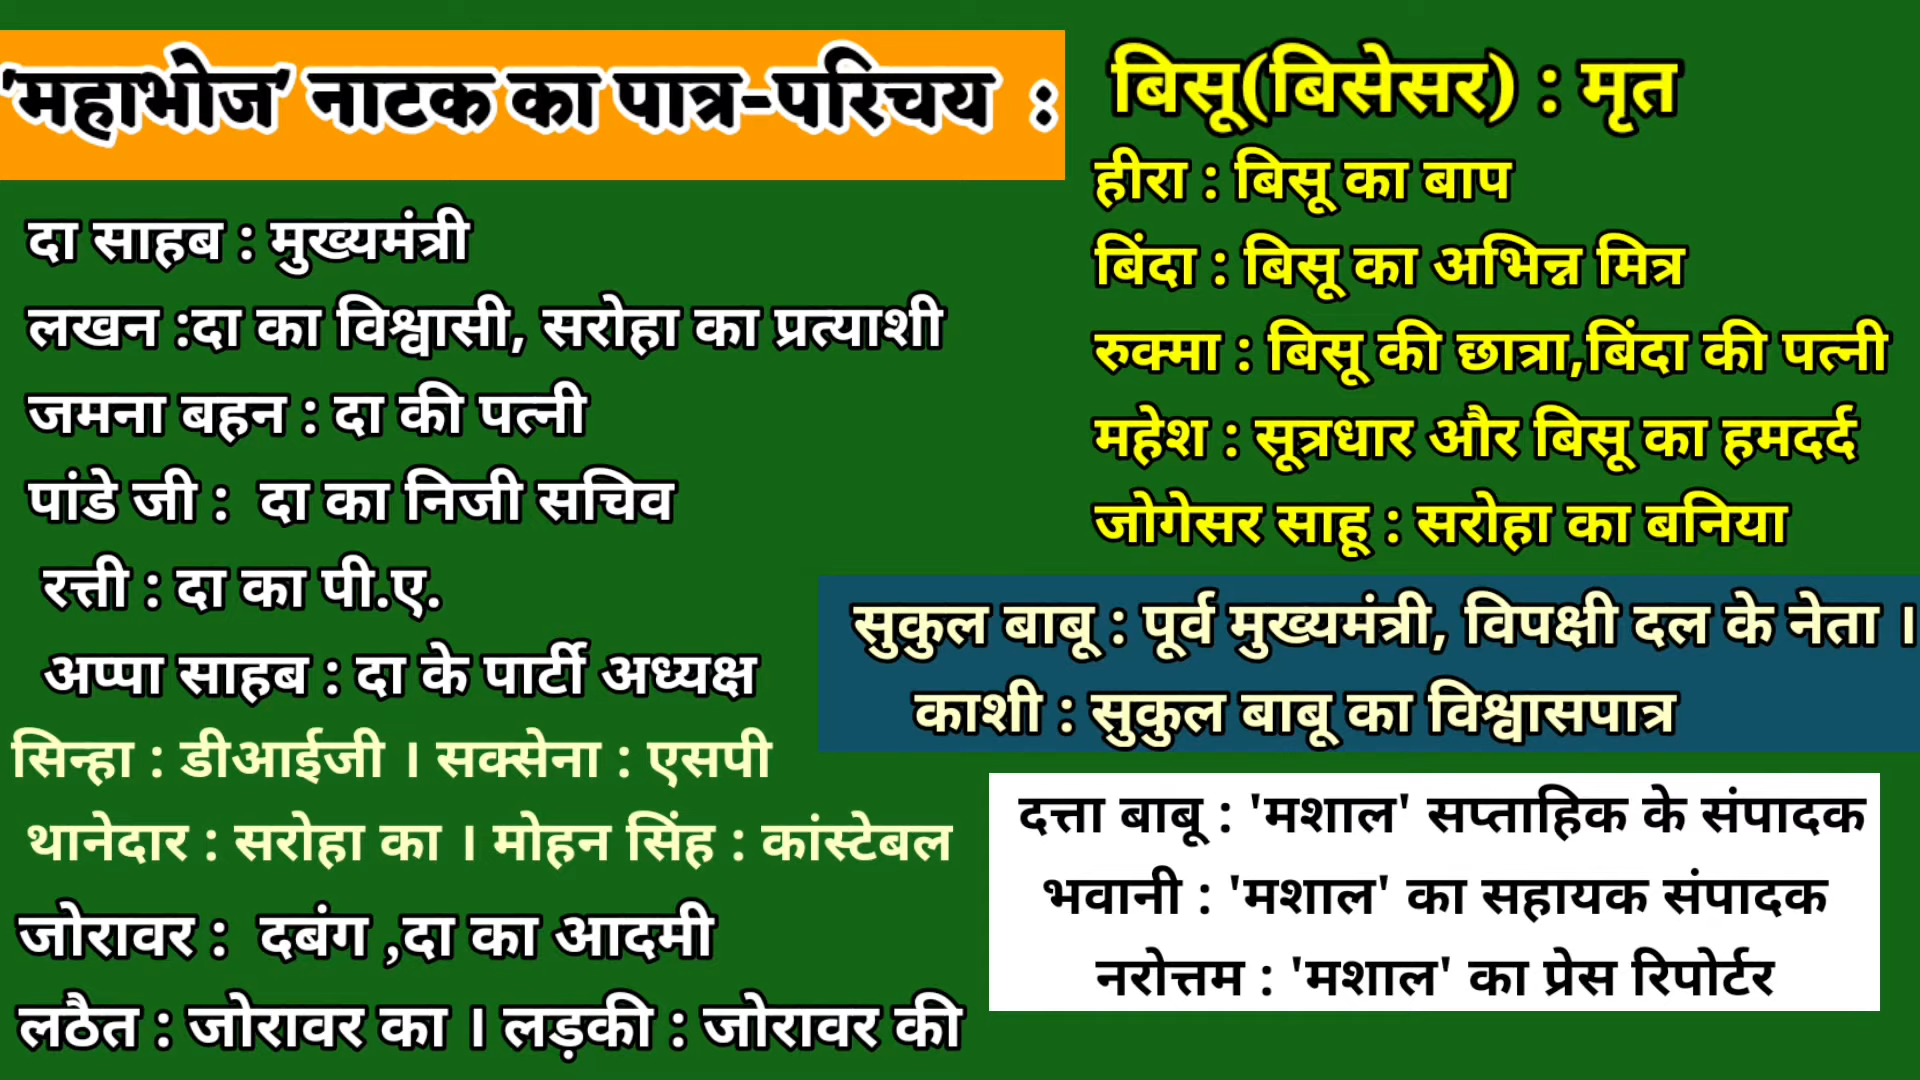 'महाभोज' नाटक का पात्र-परिचय :
दा साहब : मुख्यमंत्री
लखन :दा का विश्वासी, सरोहा का प्रत्याशी
जमना बहन : दा की पत्नी
पांडे जी : दा का निजी सचिव
रत्ती : दा का पी.ए.
अप्पा साहब : दा के पार्टी अध्यक्ष
सिन्हा : डीआईजी । सक्सेना : एसपी
थानेदार : सरोहा का । मोहन सिंह : कांस्टेबल
जोरावर : दबंग ,दा का आदमी
लठैत : जोरावर का । लड़की : जोरावर की
बिसू(बिसेसर) : मृत
हीरा : बिसू का बाप
बिंदा : बिसू का अभिन्न मित्र
रुक्मा : बिसू की छात्रा,बिंदा की पत्नी
महेश : सूत्रधार और बिसू का हमदर्द
जोगेसर साहू : सरोहा का बनिया
सुकुल बाबू : पूर्व मुख्यमंत्री, विपक्षी दल के नेता ।
काशी : सुकुल बाबू का विश्वासपात्र
दत्ता बाबू : 'मशाल' सप्ताहिक के संपादक
भवानी : 'मशाल' का सहायक संपादक
नरोत्तम : 'मशाल' का प्रेस रिपोर्टर